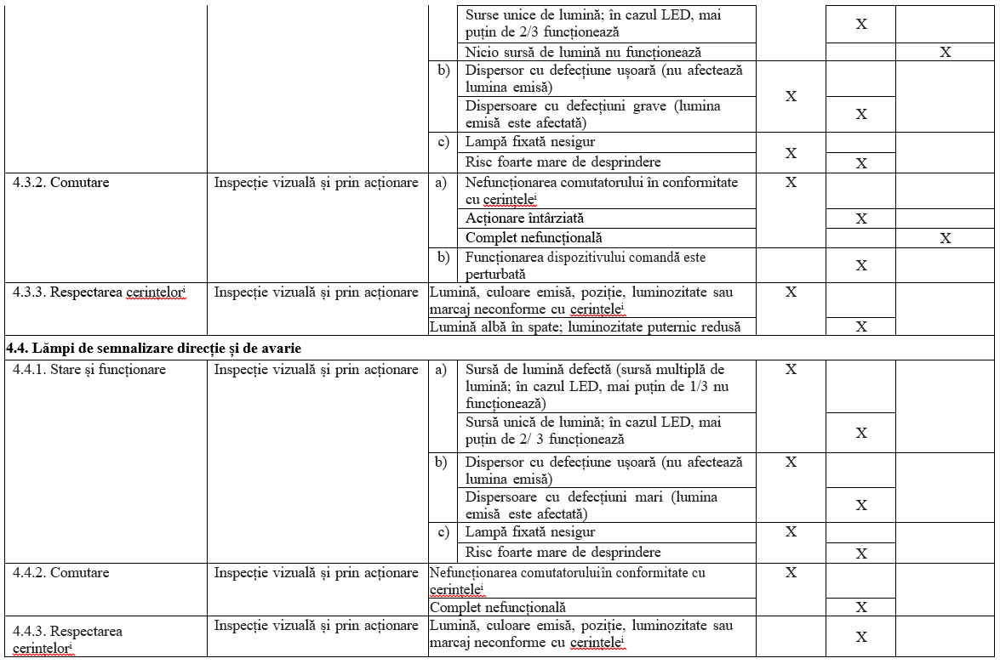 Surse unice de lumină; în cazul LED, mai
puțin de 2/3 funcționează
X
Nicio sursă de lumină nu funcționează
X
b) Dispersor cu defecțiune ușoară (nu afectează
lumina emisă)
X
Dispersoare cu defecțiuni grave (lumina
emisă este afectată)
X
c) Lampă fixată nesigur
X
Risc foarte mare de desprindere
X
4.3.2. Comutare
Inspecție vizuală și prin acționare
a) Nefuncționarea comutatorului în conformitate
cu cerințeleⁱ
X
Acționare întârziată
X
Complet nefuncțională
X
b) Funcționarea dispozitivului comandă este
perturbată
X
4.3.3. Respectarea cerințelorⁱ
Inspecție vizuală și prin acționare
Lumină, culoare emisă, poziție, luminozitate sau
marcaj neconforme cu cerințeleⁱ
X
Lumină albă în spate; luminozitate puternic redusă
X
4.4. Lămpi de semnalizare direcție și de avarie
4.4.1. Stare și funcționare
Inspecție vizuală și prin acționare
a) Sursă de lumină defectă (sursă multiplă de
lumină; în cazul LED, mai puțin de 1/3 nu
funcționează)
X
Sursă unică de lumină; în cazul LED, mai
puțin de 2/ 3 funcționează
X
b) Dispersor cu defecțiune ușoară (nu afectează
lumina emisă)
X
Dispersoare cu defecțiuni mari (lumina
emisă este afectată)
X
c) Lampă fixată nesigur
X
Risc foarte mare de desprindere
X
4.4.2. Comutare
Inspecție vizuală și prin acționare
Nefuncționarea comutatorului în conformitate cu
cerințeleⁱ
X
Complet nefuncțională
X
4.4.3. Respectarea
cerințelorⁱ
Inspecție vizuală și prin acționare
Lumină, culoare emisă, poziție, luminozitate sau
marcaj neconforme cu cerințeleⁱ
X